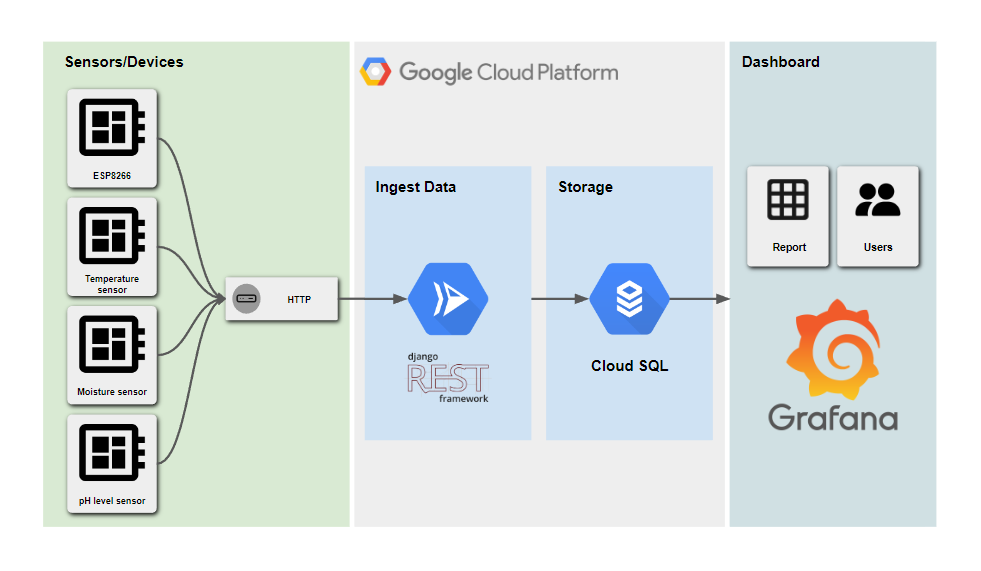 Sensors/Devices
ESP8266
Temperature
sensor
Moisture sensor
pH level sensor
HTTP
Google Cloud Platform
Ingest Data
django
REST
framework
Storage
Cloud SQL
Dashboard
Report
Users
Grafana